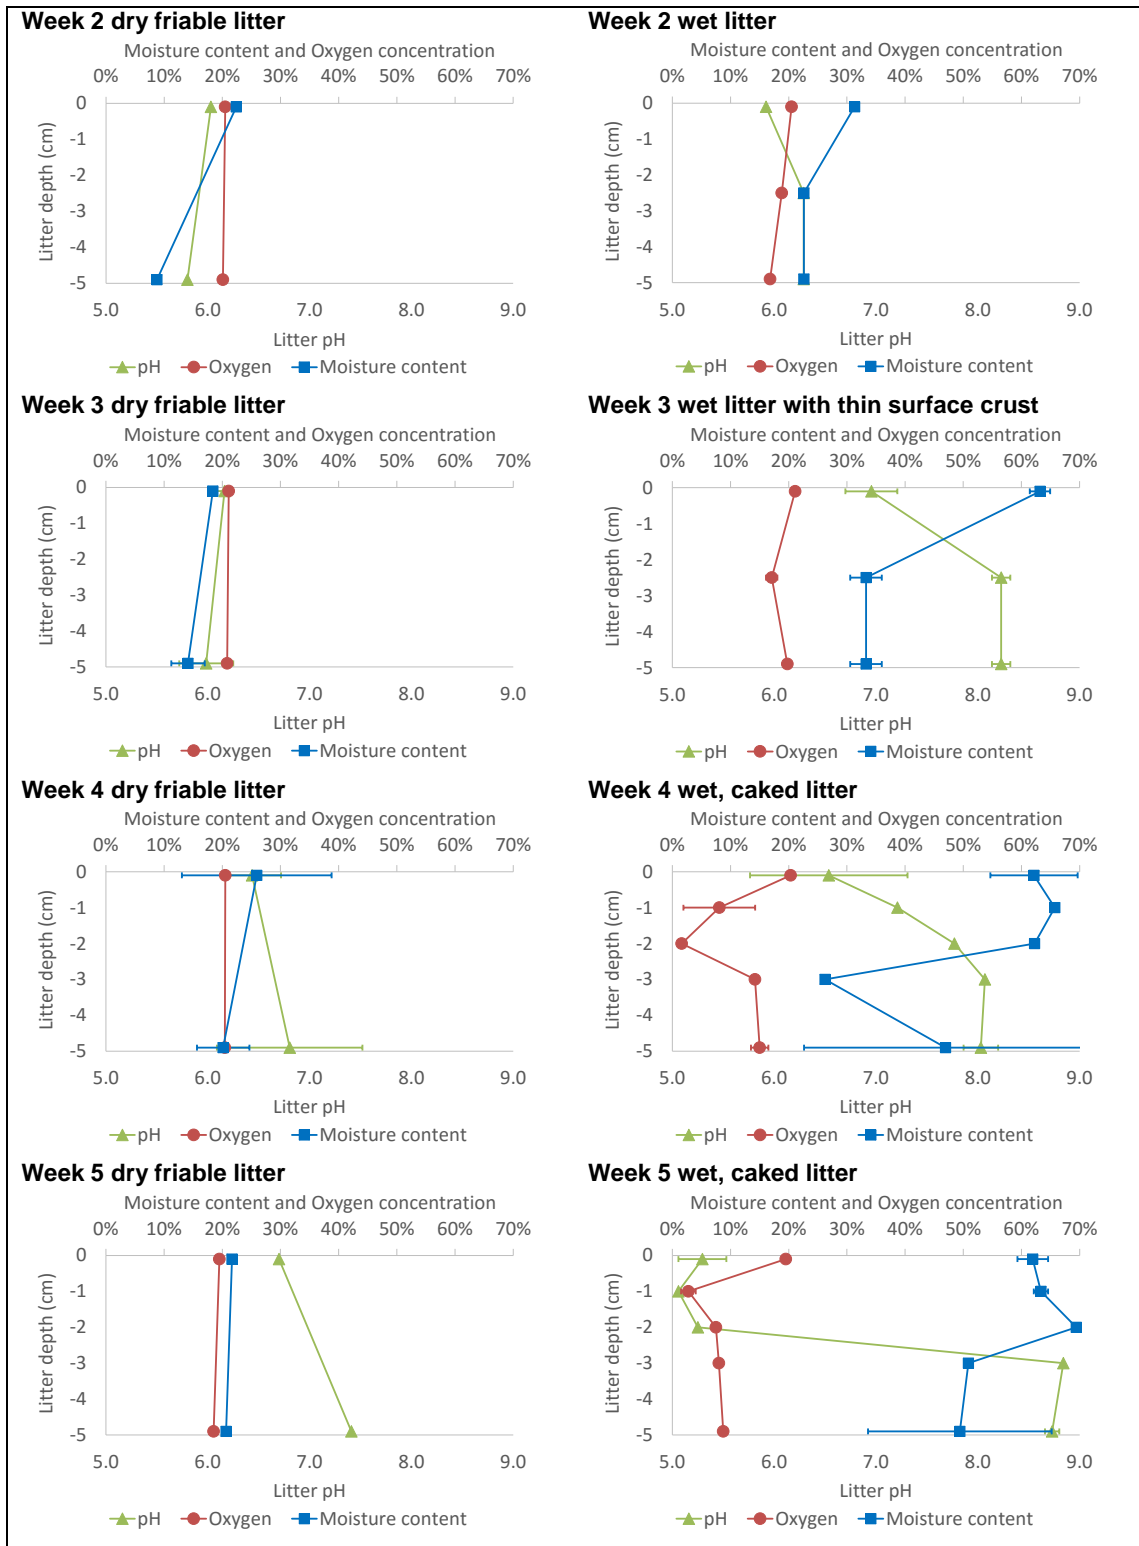 Week 2 dry friable litter
Moisture content and Oxygen concentration
0% 10% 20% 30% 40% 50% 60% 70%
0
-1
-2
-3
-4
-5
Litter depth (cm)
5.0 6.0 7.0 8.0 9.0
Litter pH
pH Oxygen Moisture content
Week 2 wet litter
Moisture content and Oxygen concentration
0% 10% 20% 30% 40% 50% 60% 70%
0
-1
-2
-3
-4
-5
Litter depth (cm)
5.0 6.0 7.0 8.0 9.0
Litter pH
pH Oxygen Moisture content
Week 3 dry friable litter
Moisture content and Oxygen concentration
0% 10% 20% 30% 40% 50% 60% 70%
0
-1
-2
-3
-4
-5
Litter depth (cm)
5.0 6.0 7.0 8.0 9.0
Litter pH
pH Oxygen Moisture content
Week 3 wet litter with thin surface crust
Moisture content and Oxygen concentration
0% 10% 20% 30% 40% 50% 60% 70%
0
-1
-2
-3
-4
-5
Litter depth (cm)
5.0 6.0 7.0 8.0 9.0
Litter pH
pH Oxygen Moisture content
Week 4 dry friable litter
Moisture content and Oxygen concentration
0% 10% 20% 30% 40% 50% 60% 70%
0
-1
-2
-3
-4
-5
Litter depth (cm)
5.0 6.0 7.0 8.0 9.0
Litter pH
pH Oxygen Moisture content
Week 4 wet, caked litter
Moisture content and Oxygen concentration
0% 10% 20% 30% 40% 50% 60% 70%
0
-1
-2
-3
-4
-5
Litter depth (cm)
5.0 6.0 7.0 8.0 9.0
Litter pH
pH Oxygen Moisture content
Week 5 dry friable litter
Moisture content and Oxygen concentration
0% 10% 20% 30% 40% 50% 60% 70%
0
-1
-2
-3
-4
-5
Litter depth (cm)
5.0 6.0 7.0 8.0 9.0
Litter pH
pH Oxygen Moisture content
Week 5 wet, caked litter
Moisture content and Oxygen concentration
0% 10% 20% 30% 40% 50% 60% 70%
0
-1
-2
-3
-4
-5
Litter depth (cm)
5.0 6.0 7.0 8.0 9.0
Litter pH
pH Oxygen Moisture content